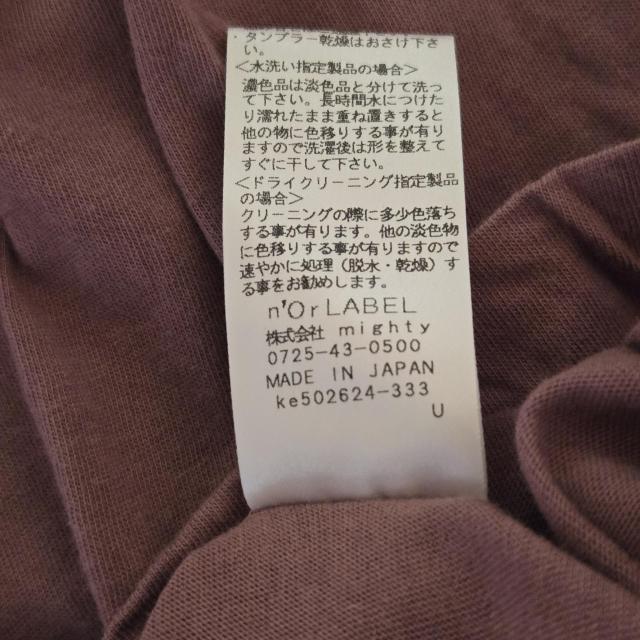 ・タンブラー乾燥はおさけ下さ
い。
＜水洗い指定製品の場合＞
濃色品は淡色品と分けて洗っ
て下さい。長時間水につけた
り濡れたまま重ね置きすると
他の物に色移りする事が有り
ますので洗濯後は形を整えて
すぐに干して下さい。
＜ドライクリーニング指定製品
の場合＞
クリーニングの際に多少色落ち
する事が有ります。他の淡色物
に色移りする事が有りますので
速やかに処理（脱水・乾燥）す
る事をお勧めします。
n'Or LABEL
株式会社 mighty
0725-43-0500
MADE IN JAPAN
ke502624-333
U